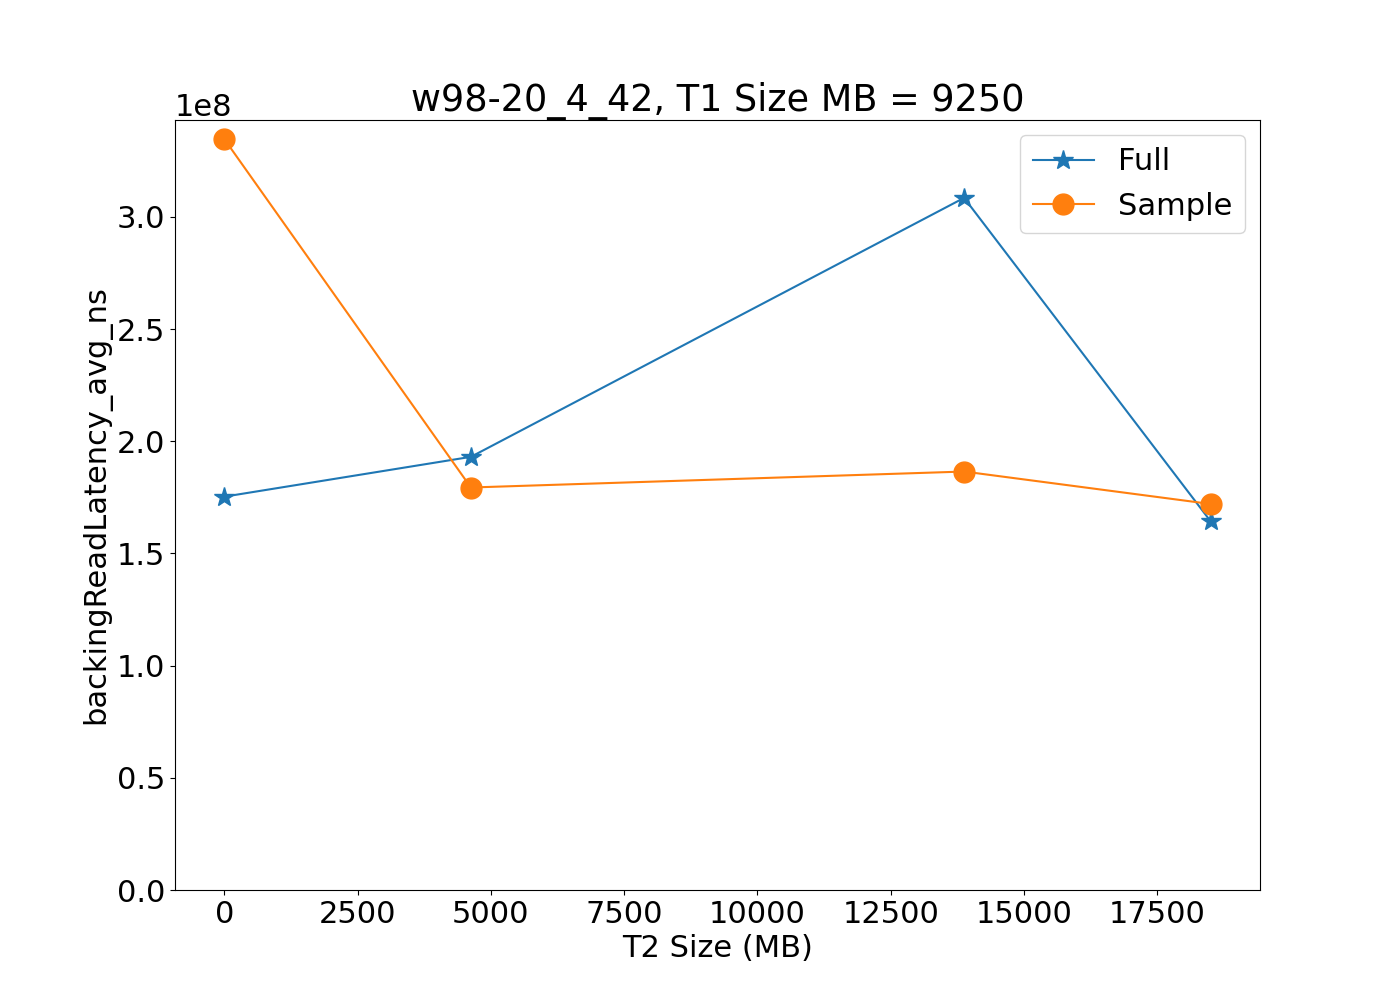 w98-20_4_42, T1 Size MB = 9250
1e8
Full
Sample
3.0
2.5
2.0
1.5
1.0
0.5
0.0
backingReadLatency_avg_ns
0 2500 5000 7500 10000 12500 15000 17500
T2 Size (MB)